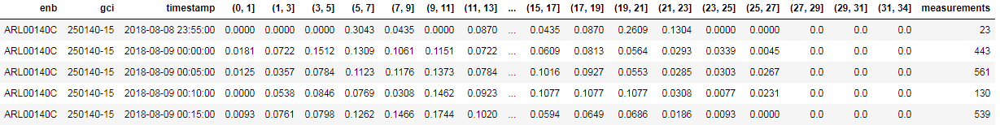 enb gci timestamp (0, 1] (1, 3] (3, 5] (5, 7] (7, 9] (9, 11] (11, 13] ... (15, 17] (17, 19] (19, 21] (21, 23] (23, 25] (25, 27] (27, 29] (29, 31] (31, 34] measurements
ARL00140C 250140-15 2018-08-08 23:55:00 0.0000 0.0000 0.0000 0.3043 0.0435 0.0000 0.0870 ... 0.0435 0.0870 0.2609 0.1304 0.0000 0.0000 0.0 0.0 0.0 23
ARL00140C 250140-15 2018-08-09 00:00:00 0.0181 0.0722 0.1512 0.1309 0.1061 0.1151 0.0722 ... 0.0609 0.0813 0.0564 0.0293 0.0339 0.0045 0.0 0.0 0.0 443
ARL00140C 250140-15 2018-08-09 00:05:00 0.0125 0.0357 0.0784 0.1123 0.1176 0.1373 0.0784 ... 0.1016 0.0927 0.0553 0.0285 0.0303 0.0267 0.0 0.0 0.0 561
ARL00140C 250140-15 2018-08-09 00:10:00 0.0000 0.0538 0.0846 0.0769 0.0308 0.1462 0.0923 ... 0.1077 0.1077 0.1077 0.0308 0.0077 0.0231 0.0 0.0 0.0 130
ARL00140C 250140-15 2018-08-09 00:15:00 0.0093 0.0761 0.0798 0.1262 0.1466 0.1744 0.1020 ... 0.0594 0.0649 0.0686 0.0186 0.0093 0.0000 0.0 0.0 0.0 539